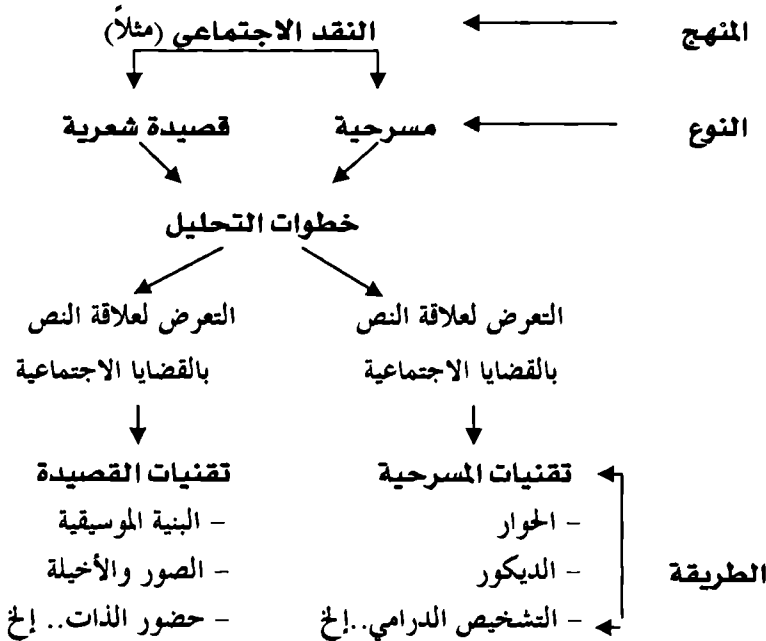 المنهج
النقد الاجتماعي (مثلاً)
النوع
مسرحية
قصيدة شعرية
خطوات التحليل
التعرض لعلاقة النص
بالقضايا الاجتماعية
التعرض لعلاقة النص
بالقضايا الاجتماعية
تقنيات المسرحية
– الحوار
– الديكور
– التشخيص الدرامي..إلخ
تقنيات القصيدة
– البنية الموسيقية
– الصور والأخيلة
– حضور الذات.. إلخ
الطريقة